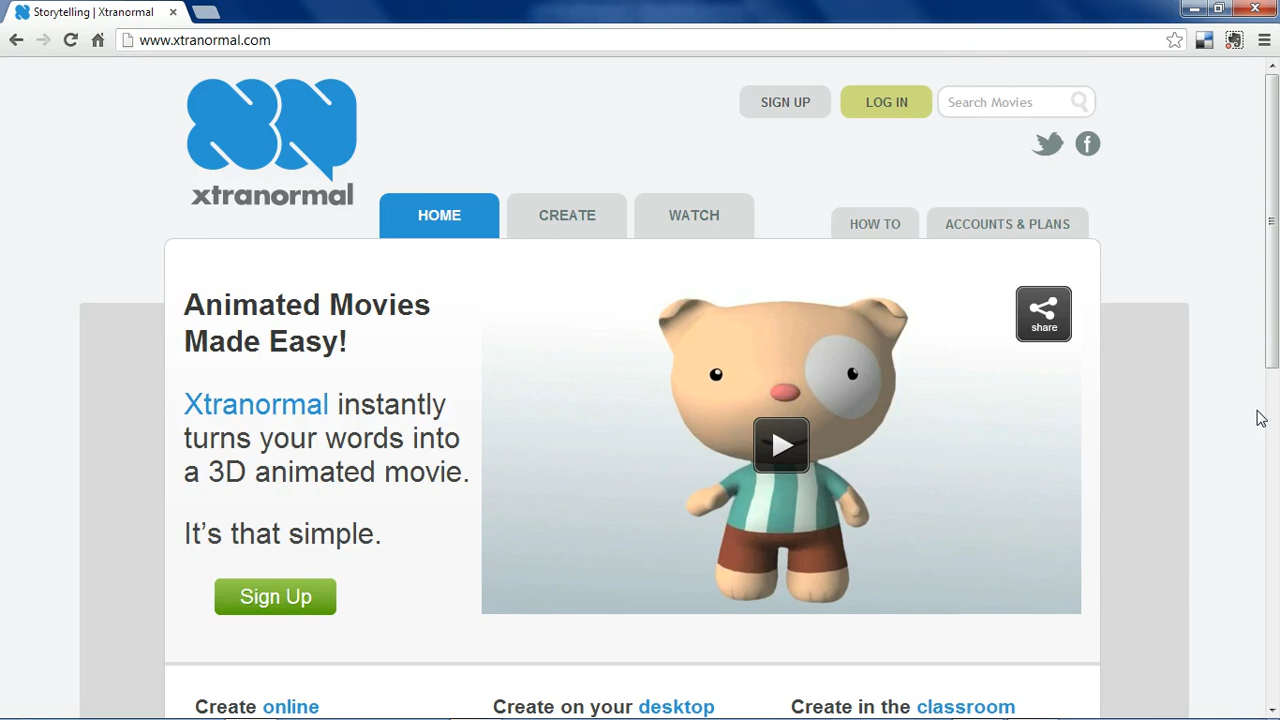 Storytelling | Xtranormal
www.xtranormal.com
SIGN UP
LOG IN
Search Movies
xtranormal
HOME
CREATE
WATCH
HOW TO
ACCOUNTS & PLANS
Animated Movies
Made Easy!
Xtranormal instantly
turns your words into
a 3D animated movie.
It's that simple.
Sign Up
share
Create online
Create on your desktop
Create in the classroom